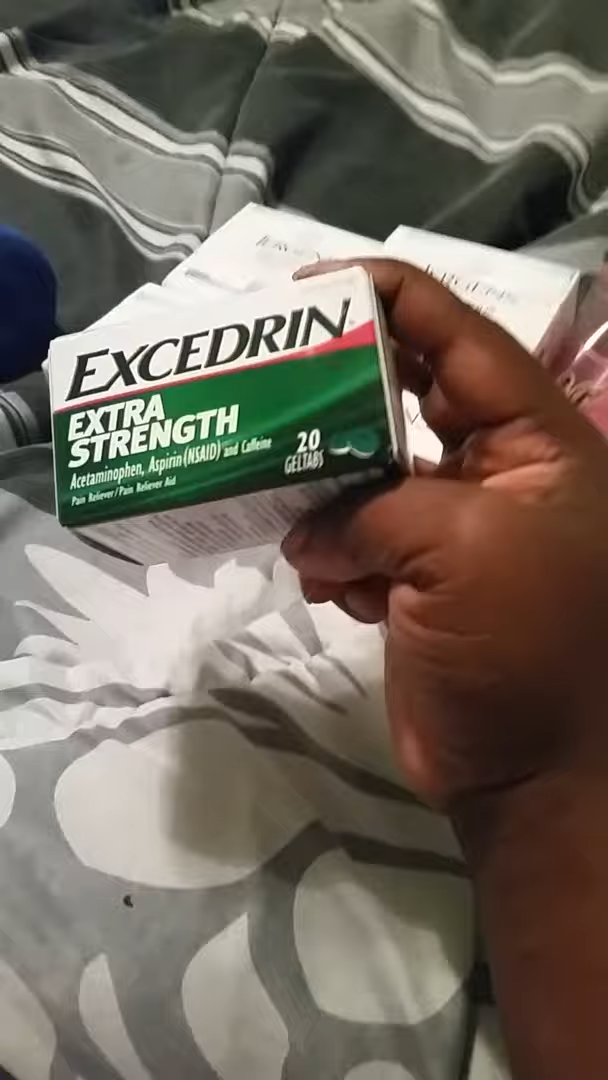 EXCEDRIN
EXTRA
STRENGTH
Acetaminophen, Aspirin (NSAID) and Caffeine
Pain Reliever/Pain Reliever Aid
20
GELTABS